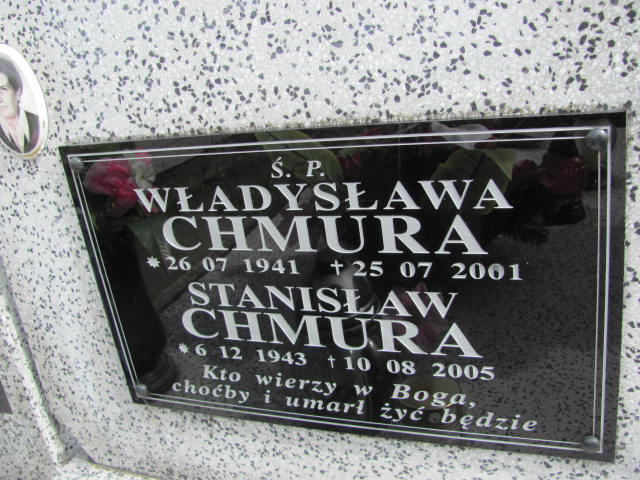 Ś. P.
WŁADYSŁAWA
CHMURA
* 26 07 1941 † 25 07 2001
STANISŁAW
CHMURA
* 6 12 1943 † 10 08 2005
Kto wierzy w Boga,
choćby i umarł żyć będzie